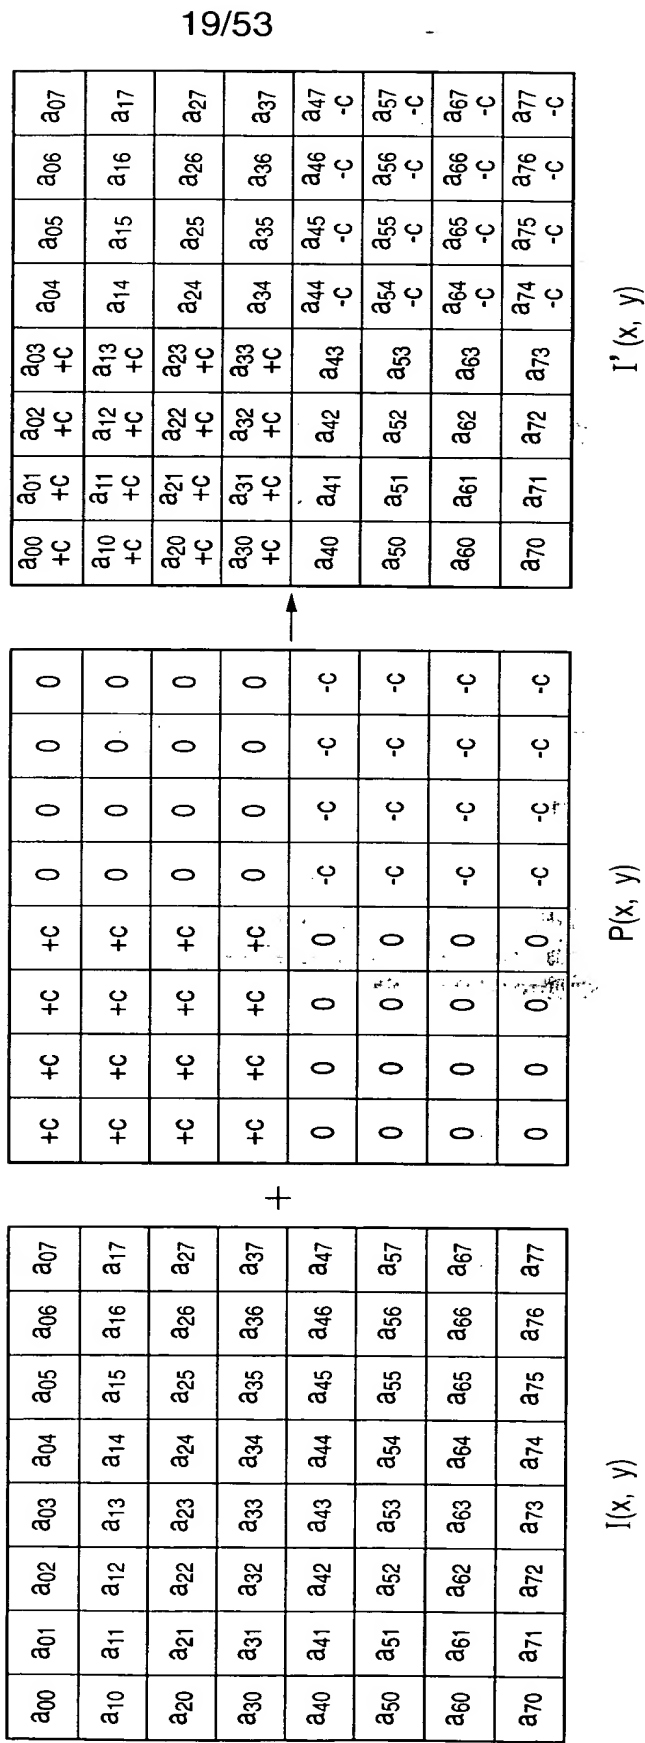 19/53
a00 a01 a02 a03 a04 a05 a06 a07
a10 a11 a12 a13 a14 a15 a16 a17
a20 a21 a22 a23 a24 a25 a26 a27
a30 a31 a32 a33 a34 a35 a36 a37
a40 a41 a42 a43 a44 a45 a46 a47
a50 a51 a52 a53 a54 a55 a56 a57
a60 a61 a62 a63 a64 a65 a66 a67
a70 a71 a72 a73 a74 a75 a76 a77
I(x, y)
+
+C +C +C +C 0 0 0 0
+C +C +C +C 0 0 0 0
+C +C +C +C 0 0 0 0
+C +C +C +C 0 0 0 0
0 0 0 0 -C -C -C -C
0 0 0 0 -C -C -C -C
0 0 0 0 -C -C -C -C
0 0 0 0 -C -C -C -C
P(x, y)
→
a00 a01 a02 a03 a04 a05 a06 a07
+C +C +C +C
a10 a11 a12 a13 a14 a15 a16 a17
+C +C +C +C
a20 a21 a22 a23 a24 a25 a26 a27
+C +C +C +C
a30 a31 a32 a33 a34 a35 a36 a37
+C +C +C +C
a40 a41 a42 a43 a44 a45 a46 a47
-C -C -C -C
a50 a51 a52 a53 a54 a55 a56 a57
-C -C -C -C
a60 a61 a62 a63 a64 a65 a66 a67
-C -C -C -C
a70 a71 a72 a73 a74 a75 a76 a77
-C -C -C -C
I'(x, y)